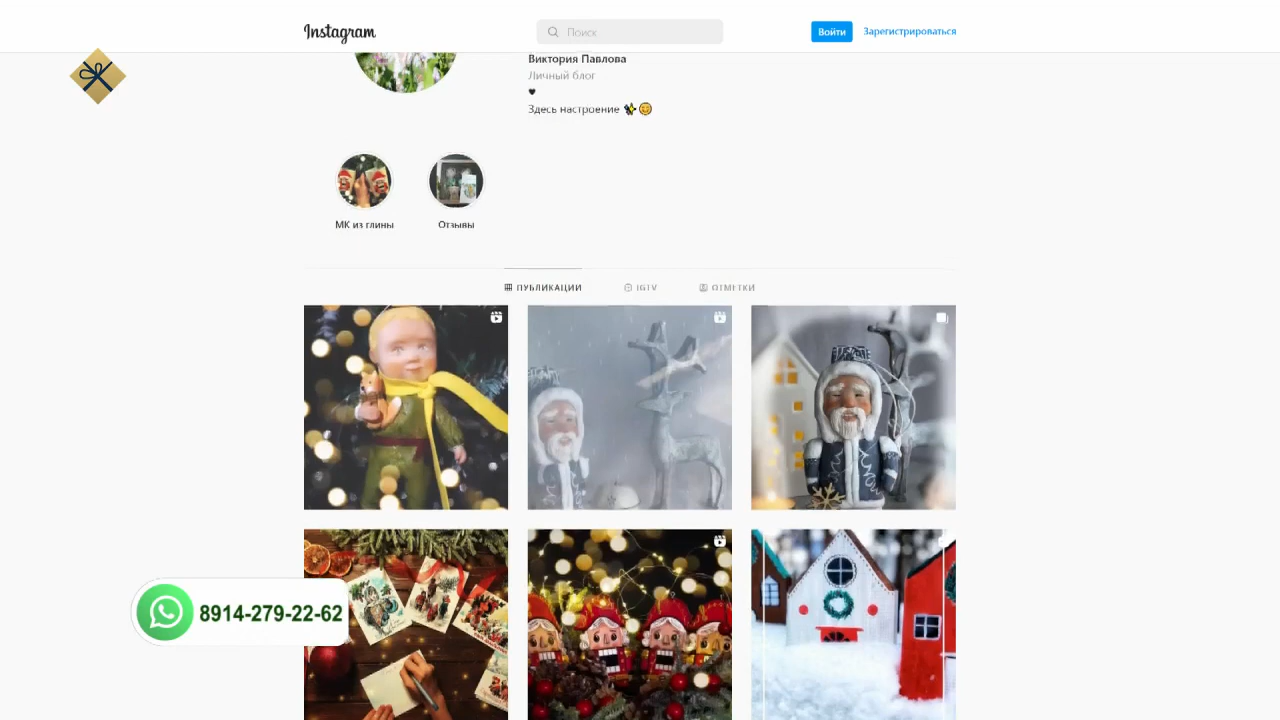 Instagram
Поиск
Войти
Зарегистрироваться
Виктория Павлова
Личный блог
Здесь настроение
МК из глины
Отзывы
ПУБЛИКАЦИИ
IGTV
ОТМЕТКИ
8914-279-22-62